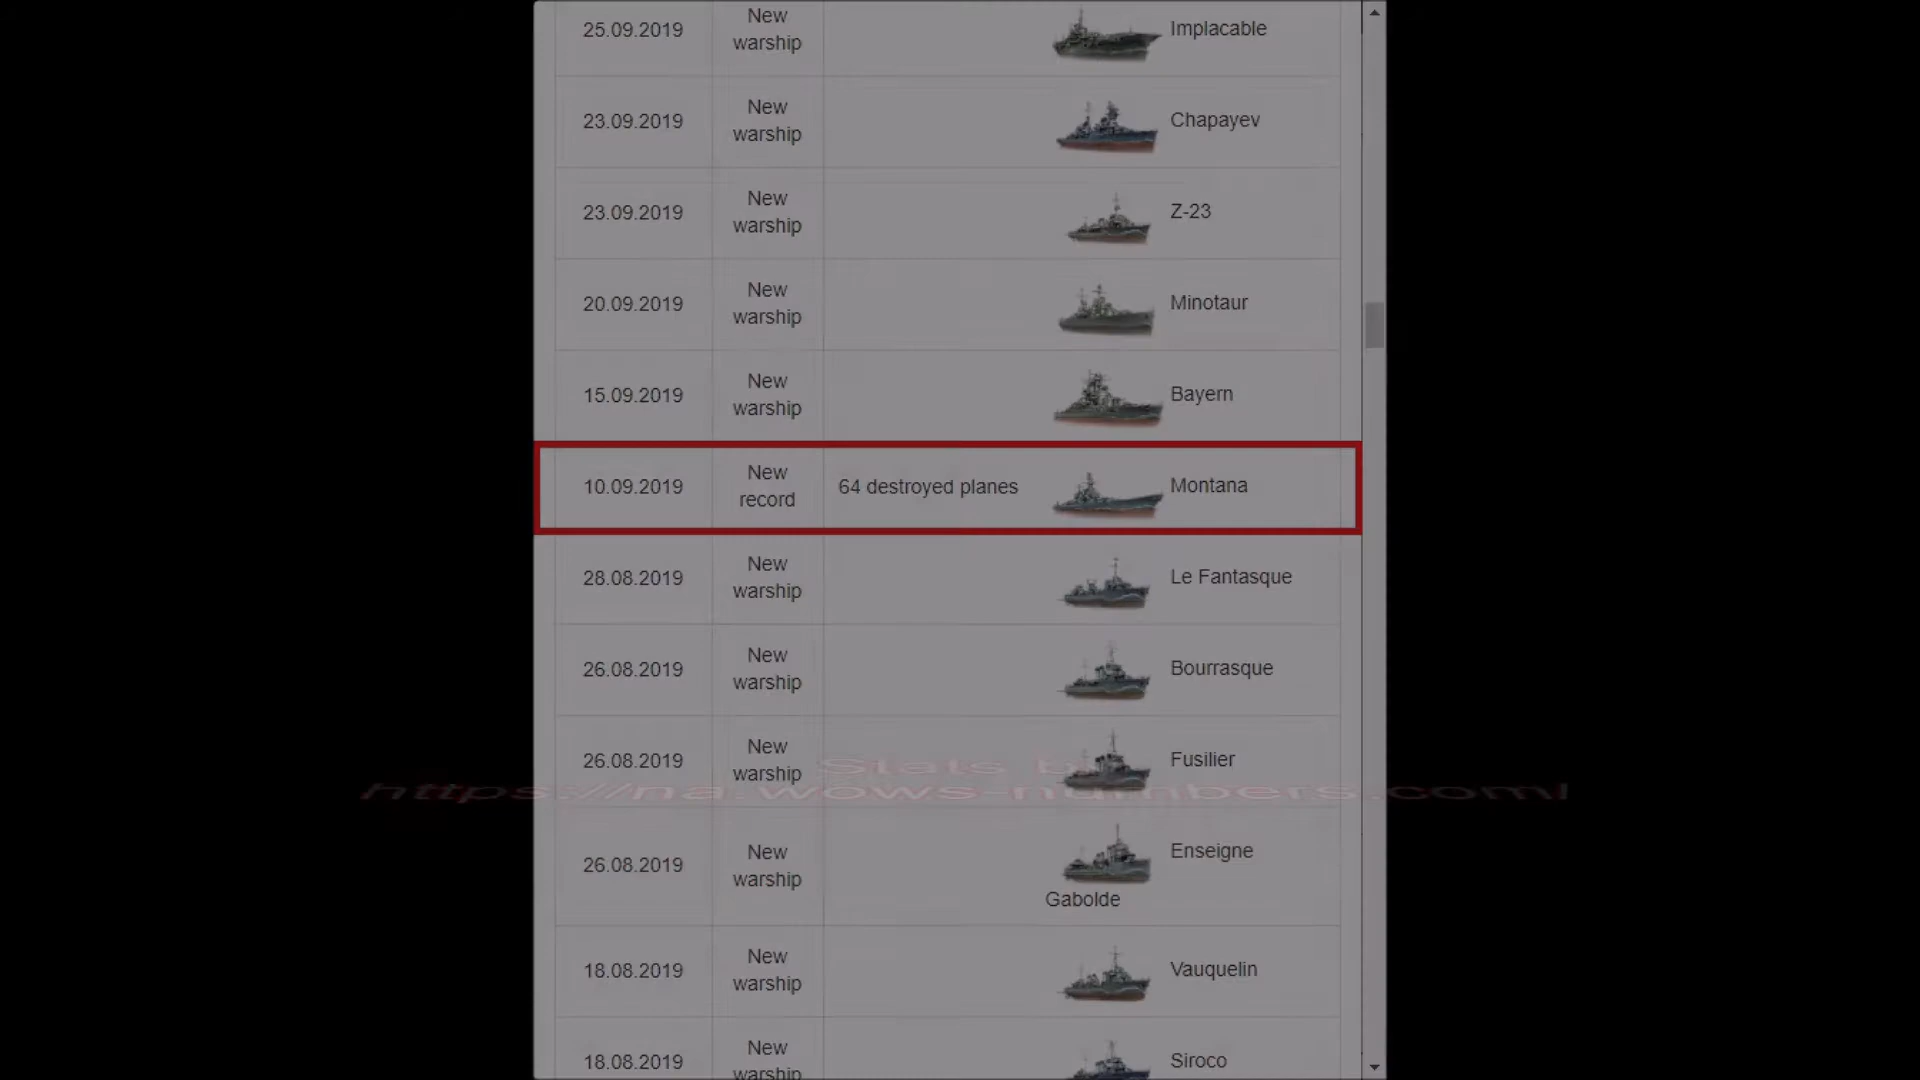 25.09.2019 New warship Implacable
23.09.2019 New warship Chapayev
23.09.2019 New warship Z-23
20.09.2019 New warship Minotaur
15.09.2019 New warship Bayern
10.09.2019 New record 64 destroyed planes Montana
28.08.2019 New warship Le Fantasque
26.08.2019 New warship Bourrasque
26.08.2019 New warship Fusilier
Stats b
https://na.wows-numbers.com/
26.08.2019 New warship Enseigne Gabolde
18.08.2019 New warship Vauquelin
18.08.2019 New warship Siroco